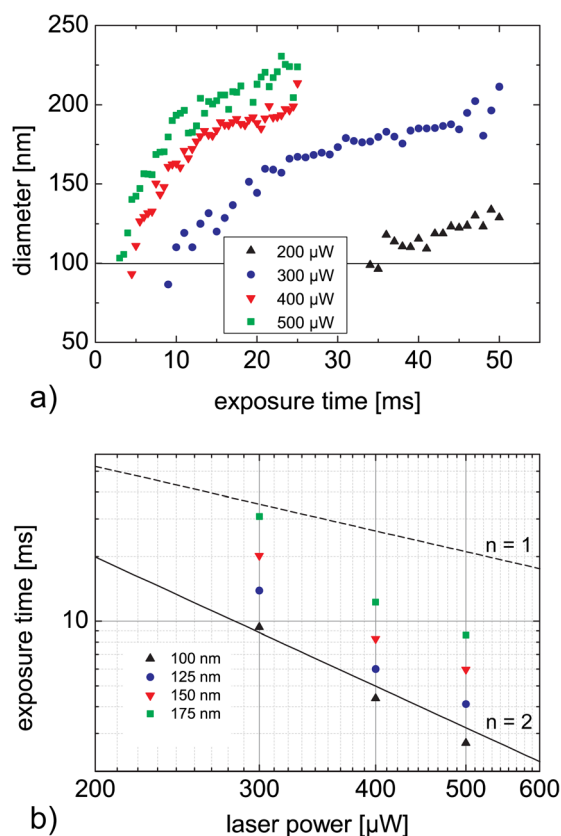 250
200
150
100
50
diameter [nm]
200 µW
300 µW
400 µW
500 µW
0 10 20 30 40 50
a) exposure time [ms]
10
exposure time [ms]
n = 1
100 nm
125 nm
150 nm
175 nm
n = 2
200 300 400 500 600
b) laser power [µW]